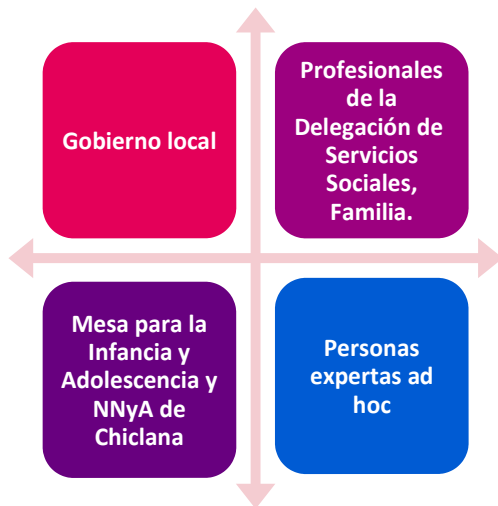 Gobierno local
Profesionales
de la
Delegación de
Servicios
Sociales,
Familia.
Mesa para la
Infancia y
Adolescencia y
NNyA de
Chiclana
Personas
expertas ad
hoc